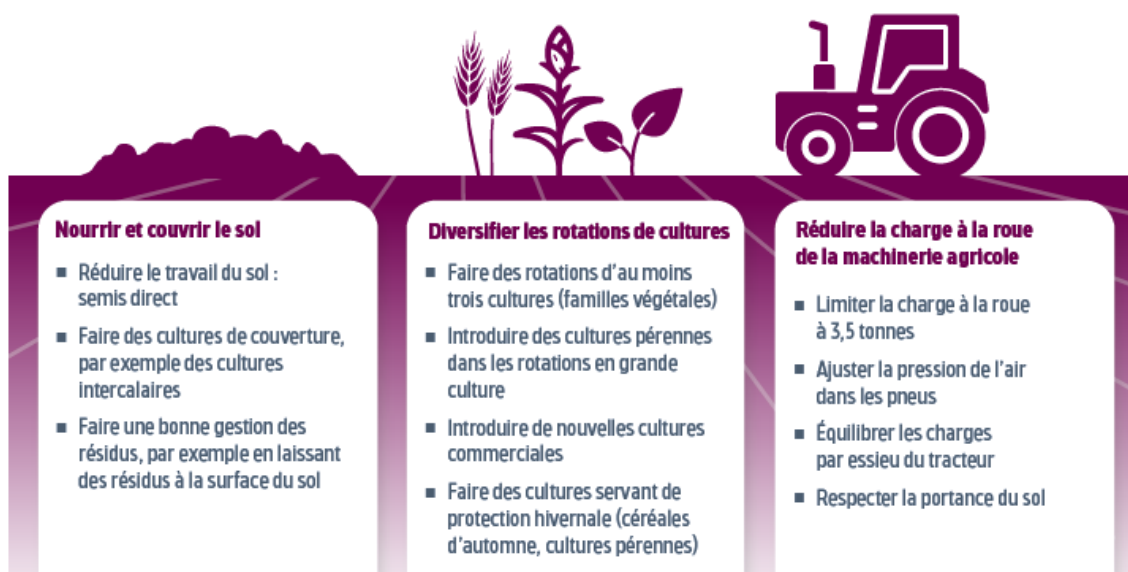 Nourrir et couvrir le sol
▪ Réduire le travail du sol :
semis direct
▪ Faire des cultures de couverture,
par exemple des cultures
intercalaires
▪ Faire une bonne gestion des
résidus, par exemple en laissant
des résidus à la surface du sol
Diversifier les rotations de cultures
▪ Faire des rotations d’au moins
trois cultures (familles végétales)
▪ Introduire des cultures pérennes
dans les rotations en grande
culture
▪ Introduire de nouvelles cultures
commerciales
▪ Faire des cultures servant de
protection hivernale (céréales
d’automne, cultures pérennes)
Réduire la charge à la roue
de la machinerie agricole
▪ Limiter la charge à la roue
à 3,5 tonnes
▪ Ajuster la pression de l’air
dans les pneus
▪ Équilibrer les charges
par essieu du tracteur
▪ Respecter la portance du sol